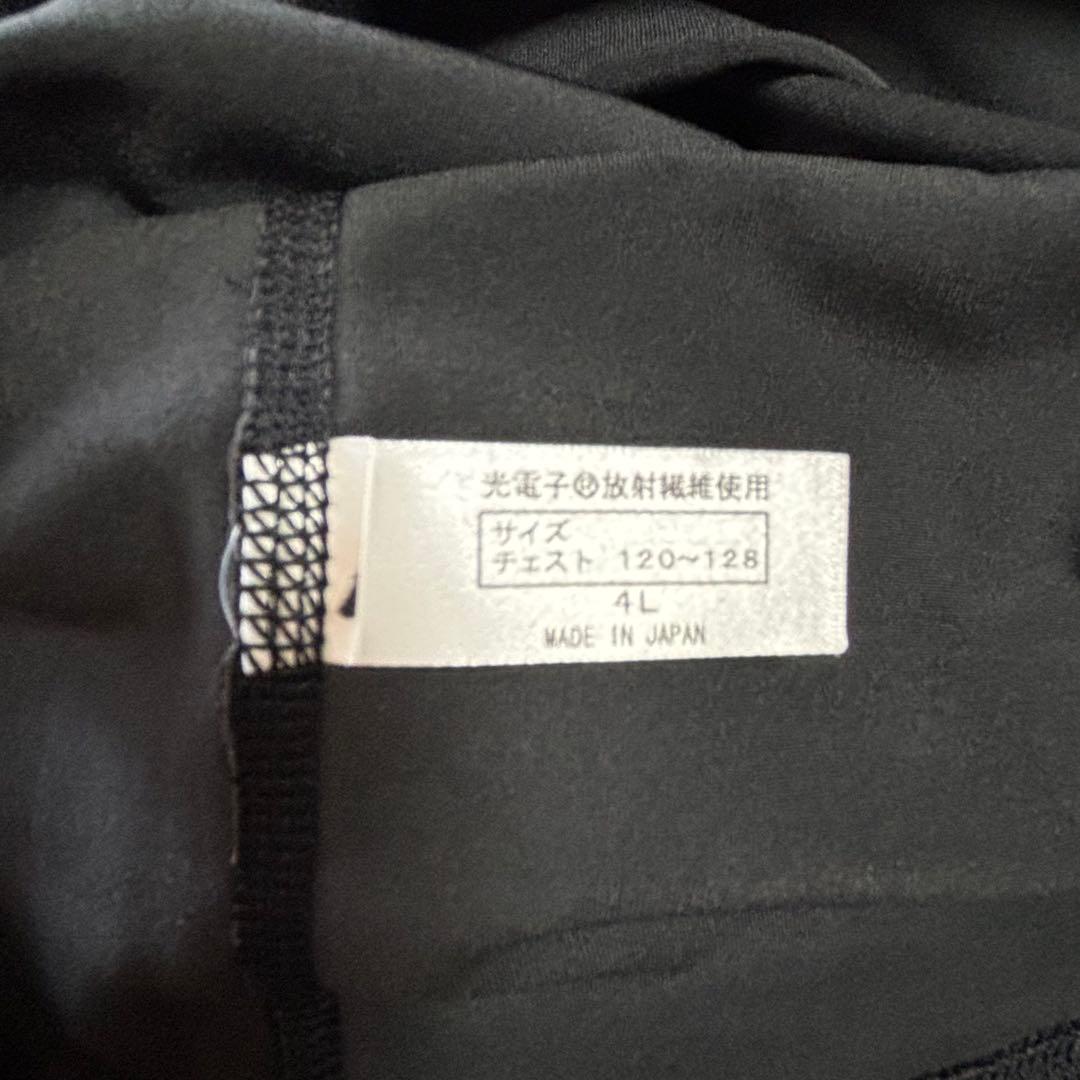 光電子®放射繊維使用
サイズ
チェスト 120～128
4L
MADE IN JAPAN